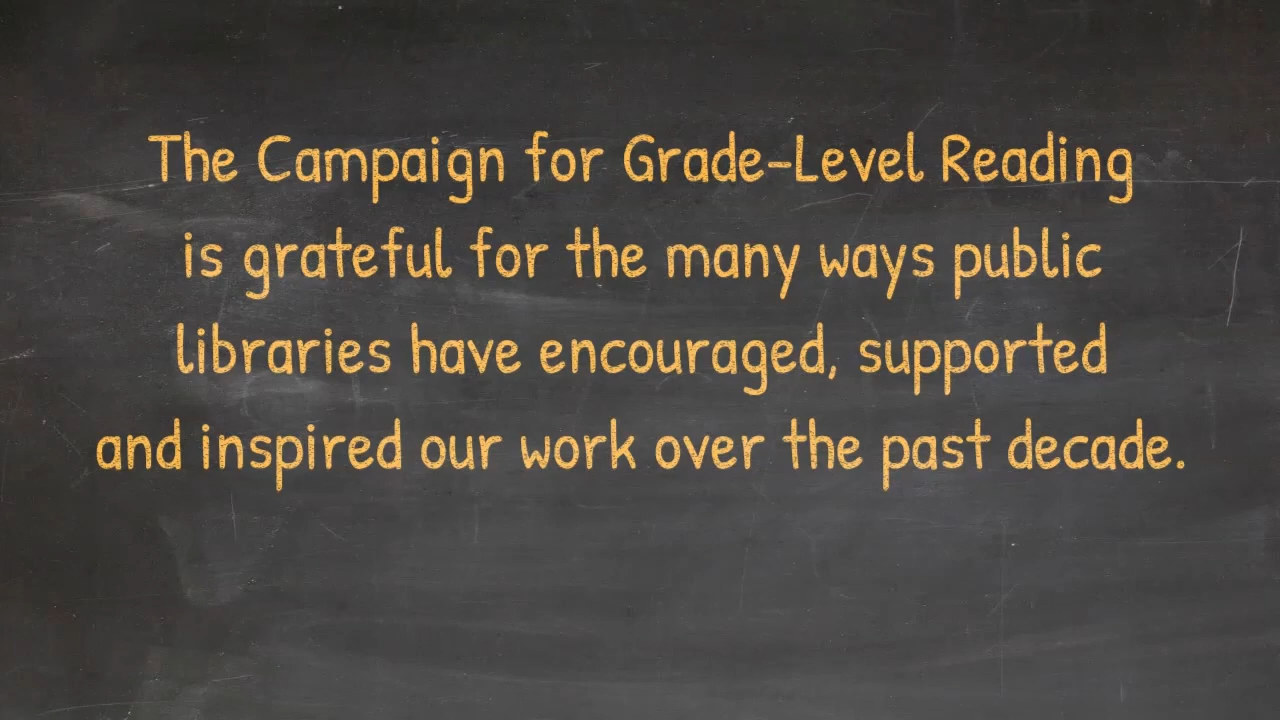 The Campaign for Grade-Level Reading
is grateful for the many ways public
libraries have encouraged, supported
and inspired our work over the past decade.